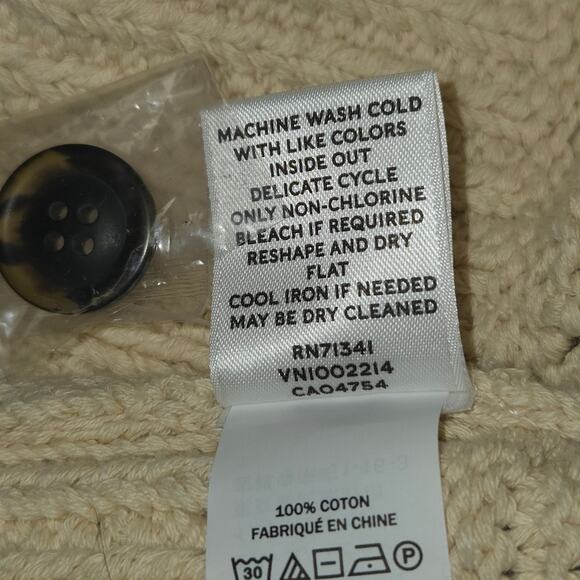 MACHINE WASH COLD
WITH LIKE COLORS
INSIDE OUT
DELICATE CYCLE
ONLY NON-CHLORINE
BLEACH IF REQUIRED
RESHAPE AND DRY
FLAT
COOL IRON IF NEEDED
MAY BE DRY CLEANED
RN71341
VN1002214
CA04754
100% COTON
FABRIQUÉ EN CHINE
30 P